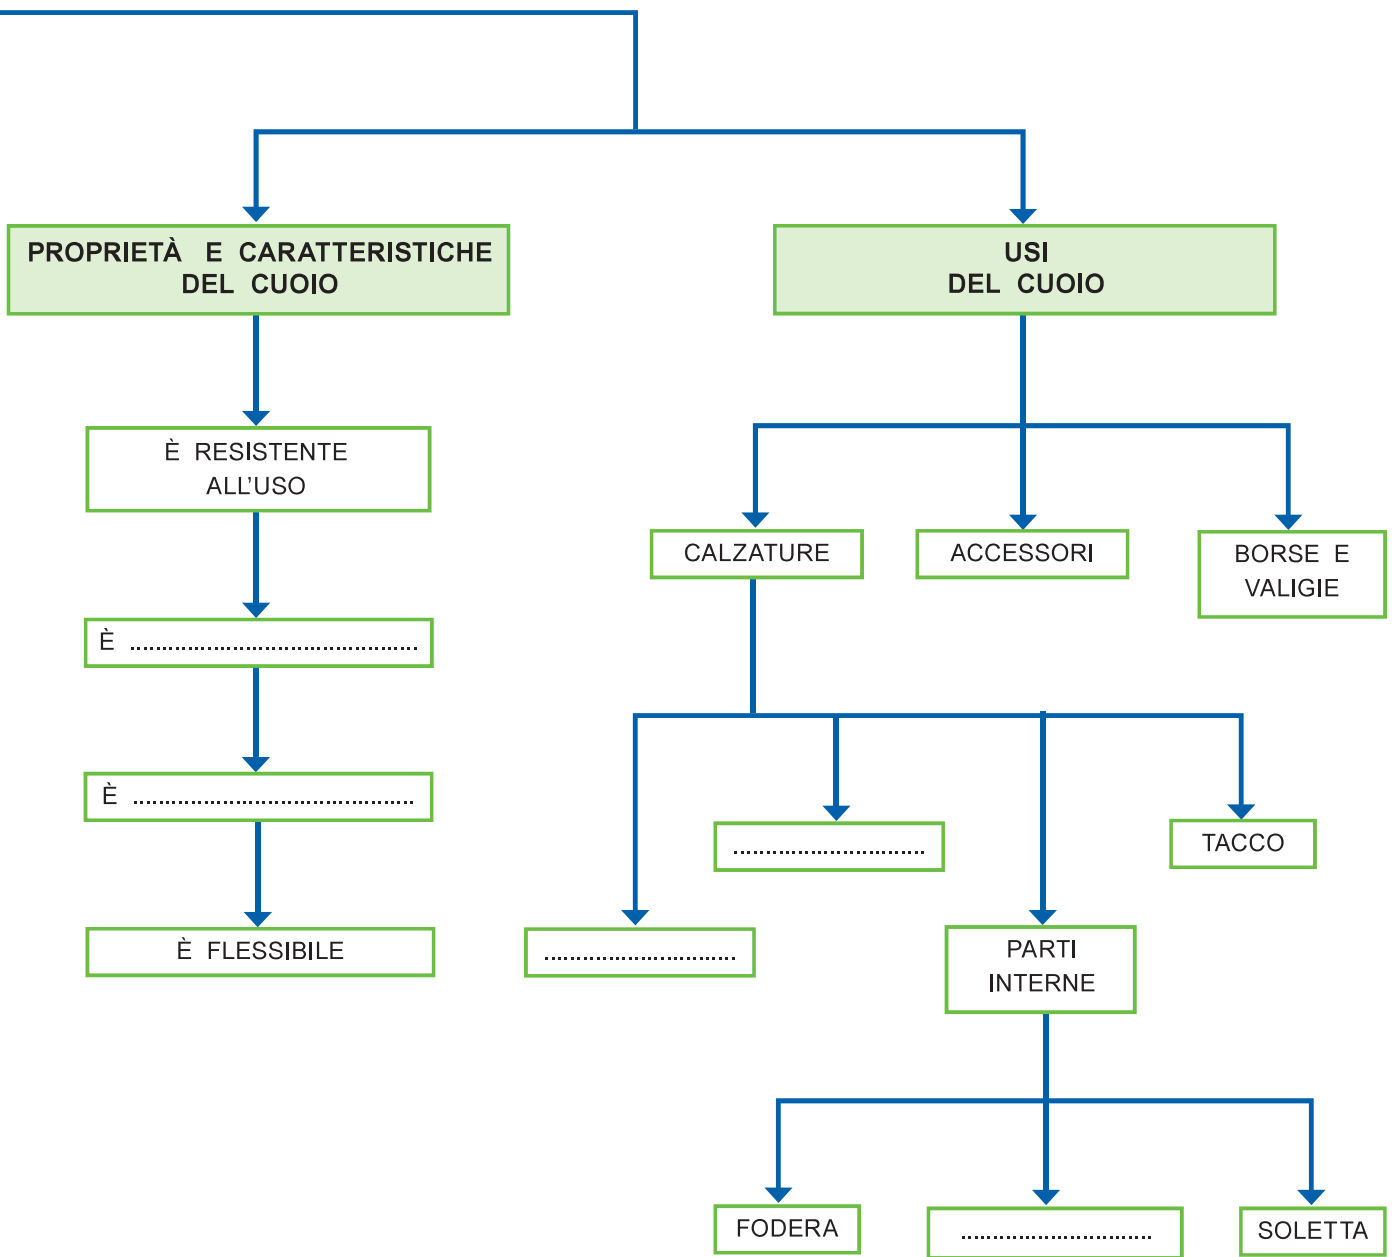 PROPRIETÀ E CARATTERISTICHE
DEL CUOIO
USI
DEL CUOIO
È RESISTENTE
ALL'USO
CALZATURE
ACCESSORI
BORSE E
VALIGIE
È ..............................................
È .............................................
È FLESSIBILE
...............................
TACCO
...............................
PARTI
INTERNE
FODERA
...............................
SOLETTA